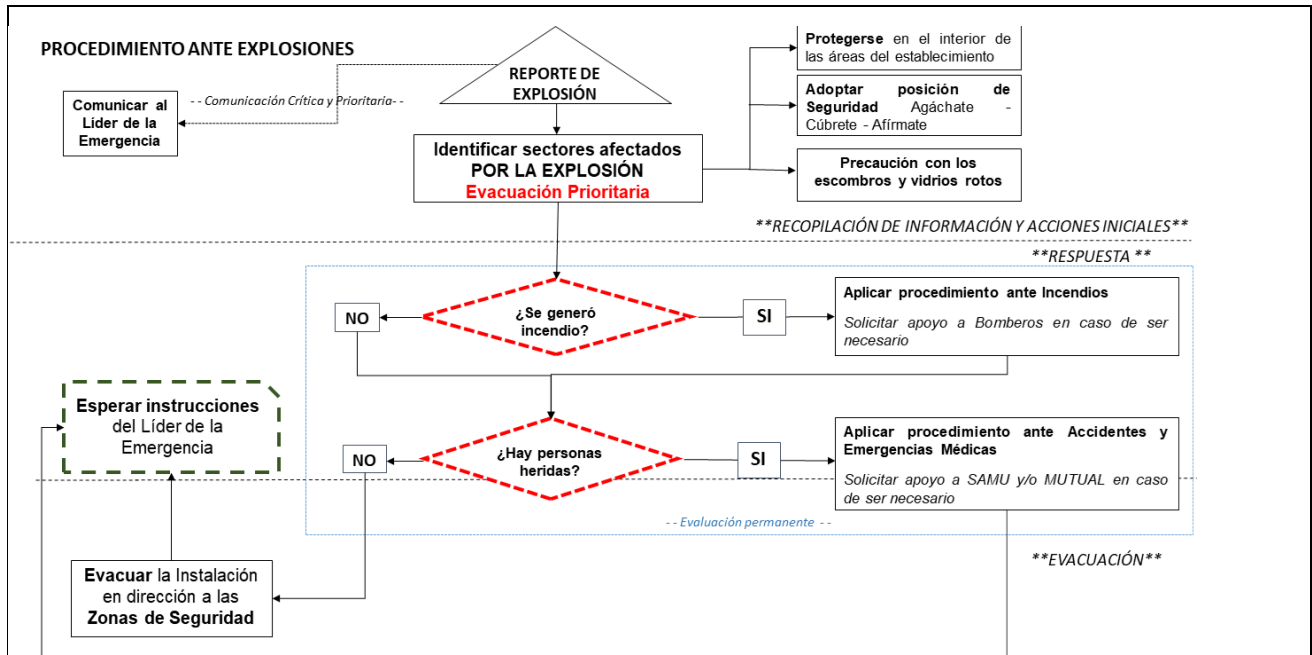 PROCEDIMIENTO ANTE EXPLOSIONES
REPORTE DE
EXPLOSIÓN
Protegerse en el interior de
las áreas del establecimiento
Comunicar al
Líder de la
Emergencia
- - Comunicación Crítica y Prioritaria- -
Adoptar posición de
Seguridad Agáchate -
Cúbrete - Afírmate
Identificar sectores afectados
POR LA EXPLOSIÓN
Evacuación Prioritaria
Precaución con los
escombros y vidrios rotos
**RECOPILACIÓN DE INFORMACIÓN Y ACCIONES INICIALES**
**RESPUESTA **
NO
¿Se generó
incendio?
SI
Aplicar procedimiento ante Incendios
Solicitar apoyo a Bomberos en caso de ser
necesario
Esperar instrucciones
del Líder de la
Emergencia
NO
¿Hay personas
heridas?
SI
Aplicar procedimiento ante Accidentes y
Emergencias Médicas
Solicitar apoyo a SAMU y/o MUTUAL en caso
de ser necesario
- - Evaluación permanente - -
**EVACUACIÓN**
Evacuar la Instalación
en dirección a las
Zonas de Seguridad